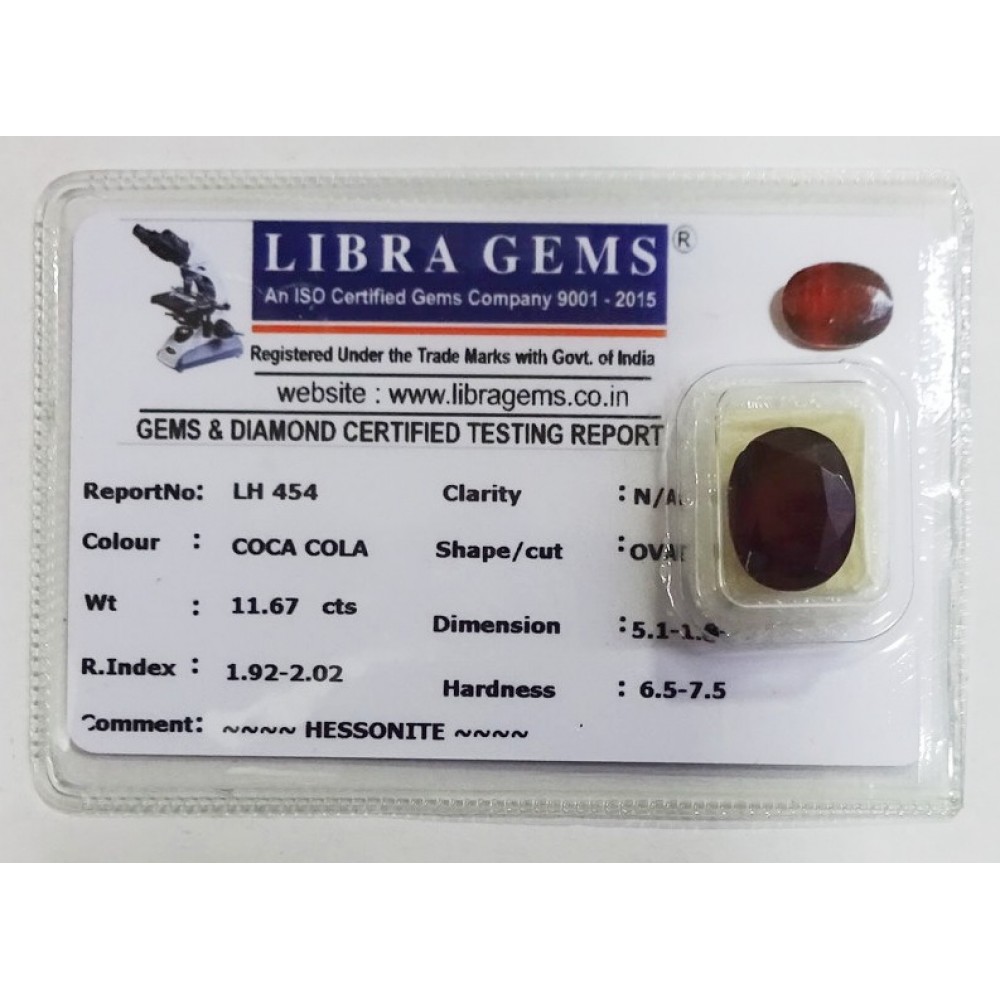 LIBRA GEMS ®
An ISO Certified Gems Company 9001 - 2015
Registered Under the Trade Marks with Govt. of India
website : www.libragems.co.in
GEMS & DIAMOND CERTIFIED TESTING REPORT
ReportNo: LH 454 Clarity :
Colour : COCA COLA Shape/cut :
Wt : 11.67 cts Dimension :
R.Index : 1.92-2.02 Hardness : 6.5-7.5
Comment: ~~~~ HESSONITE ~~~~